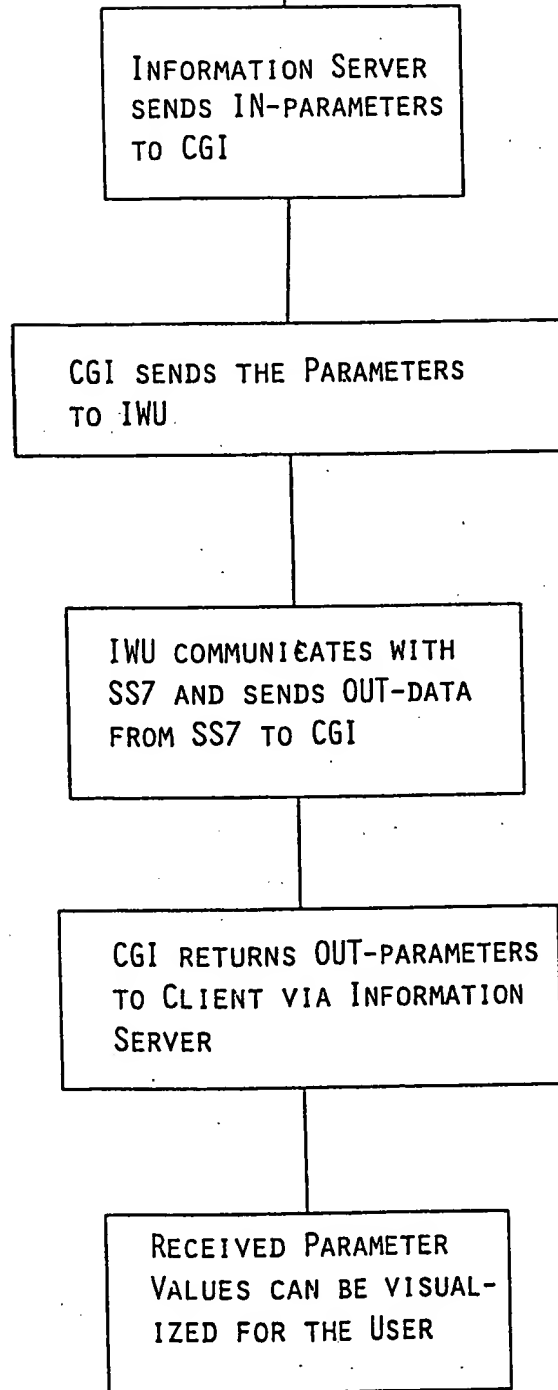 INFORMATION SERVER
SENDS IN-PARAMETERS
TO CGI
CGI SENDS THE PARAMETERS
TO IWU
IWU COMMUNICATES WITH
SS7 AND SENDS OUT-DATA
FROM SS7 TO CGI
CGI RETURNS OUT-PARAMETERS
TO CLIENT VIA INFORMATION
SERVER
RECEIVED PARAMETER
VALUES CAN BE VISUAL-
IZED FOR THE USER